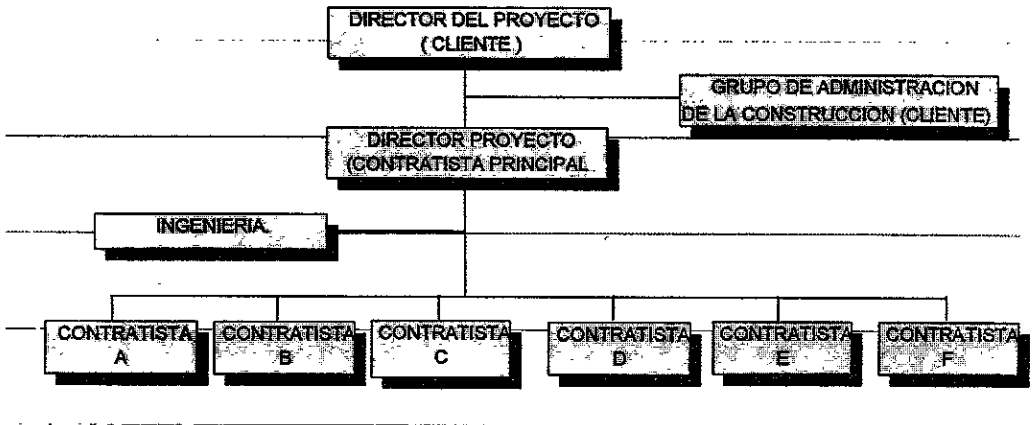 DIRECTOR DEL PROYECTO
( CLIENTE )
GRUPO DE ADMINISTRACION
DE LA CONSTRUCCION (CLIENTE)
DIRECTOR PROYECTO
(CONTRATISTA PRINCIPAL
INGENIERIA.
CONTRATISTA
A
CONTRATISTA
B
CONTRATISTA
C
CONTRATISTA
D
CONTRATISTA
E
CONTRATISTA
F